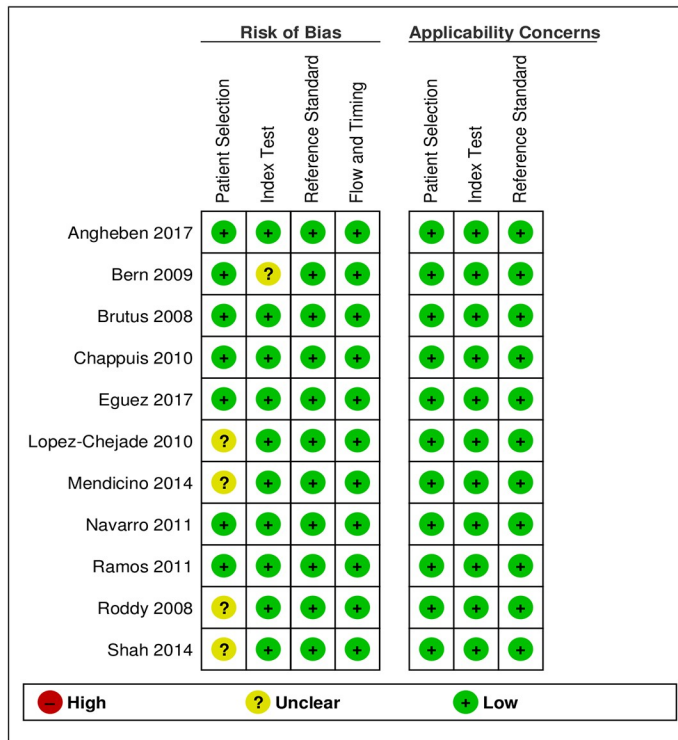 Risk of Bias Applicability Concerns
Patient Selection
Index Test
Reference Standard
Flow and Timing
Patient Selection
Index Test
Reference Standard
Angheben 2017 + + + + + + +
Bern 2009 + ? + + + + +
Brutus 2008 + + + + + + +
Chappuis 2010 + + + + + + +
Eguez 2017 + + + + + + +
Lopez-Chejade 2010 ? + + + + + +
Mendicino 2014 ? + + + + + +
Navarro 2011 + + + + + + +
Ramos 2011 + + + + + + +
Roddy 2008 ? + + + + + +
Shah 2014 ? + + + + + +
– High ? Unclear + Low